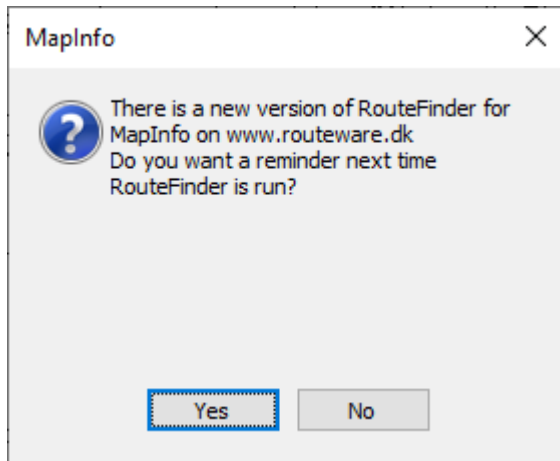 MapInfo
There is a new version of RouteFinder for
MapInfo on www.routeware.dk
Do you want a reminder next time
RouteFinder is run?
Yes
No